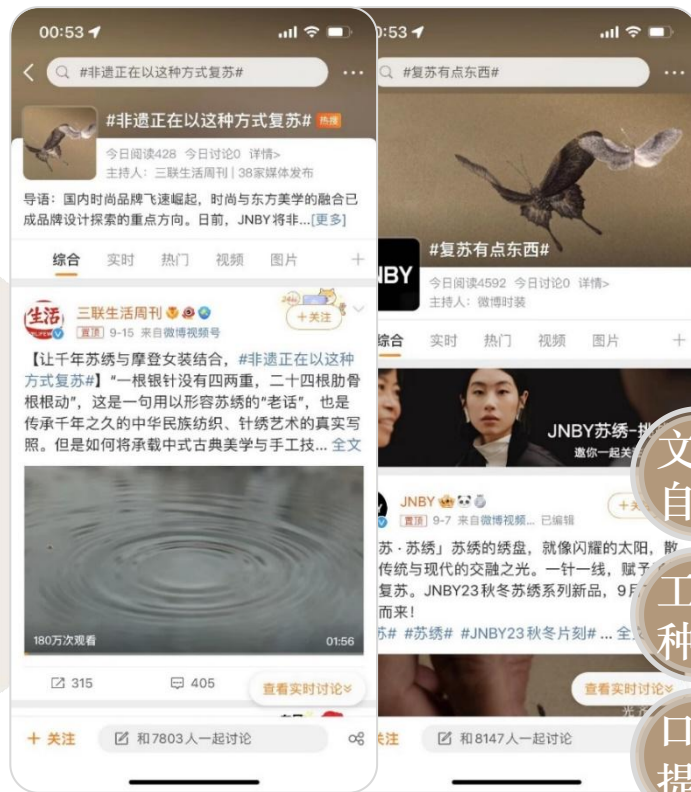 00:53
#非遗正在以这种方式复苏#
#非遗正在以这种方式复苏# 热搜
今日阅读428 今日讨论0 详情>
主持人：三联生活周刊 | 38家媒体发布
导语：国内时尚品牌飞速崛起，时尚与东方美学的融合已
成品牌设计探索的重点方向。日前，JNBY将非...[更多]
综合 实时 热门 视频 图片
生活
三联生活周刊
+关注
置顶 9-15 来自微博视频号
【让千年苏绣与摩登女装结合，#非遗正在以这种
方式复苏#】“一根银针没有四两重，二十四根肋骨
根根动”，这是一句用以形容苏绣的“老话”，也是
传承千年之久的中华民族纺织、针绣艺术的真实写
照。但是如何将承载中式古典美学与手工技... 全文
180万次观看
01:56
315
405
查看实时讨论
+ 关注
和7803人一起讨论
:53
#复苏有点东西#
#复苏有点东西#
今日阅读4592 今日讨论0 详情>
主持人：微博时装
综合 实时 热门 视频 图片
JNBY苏绣-
邀你一起关
JNBY
置顶 9-7 来自微博视频... 已编辑
苏 · 苏绣」苏绣的绣盘，就像闪耀的太阳，散
传统与现代的交融之光。一针一线，赋予
复苏。JNBY23秋冬苏绣系列新品，9月
而来！
#苏绣# #JNBY23秋冬片刻# ...
查看实时讨论
关注
和8147人一起讨论
文
自
工
种
口
提